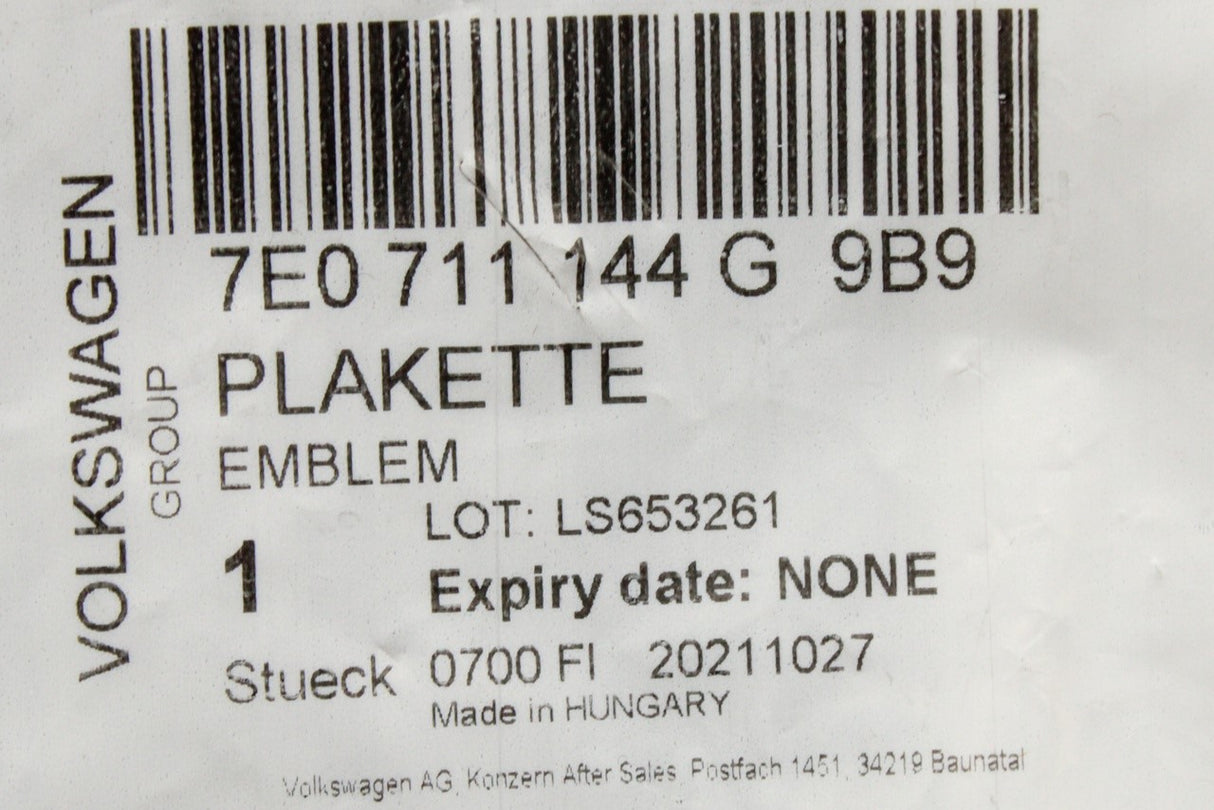 VOLKSWAGEN
GROUP
7E0 711 144 G 9B9
PLAKETTE
EMBLEM
LOT: LS653261
1
Expiry date: NONE
Stueck
0700 FI 20211027
Made in HUNGARY
Volkswagen AG, Konzern After Sales, Postfach 1451, 34219 Baunatal